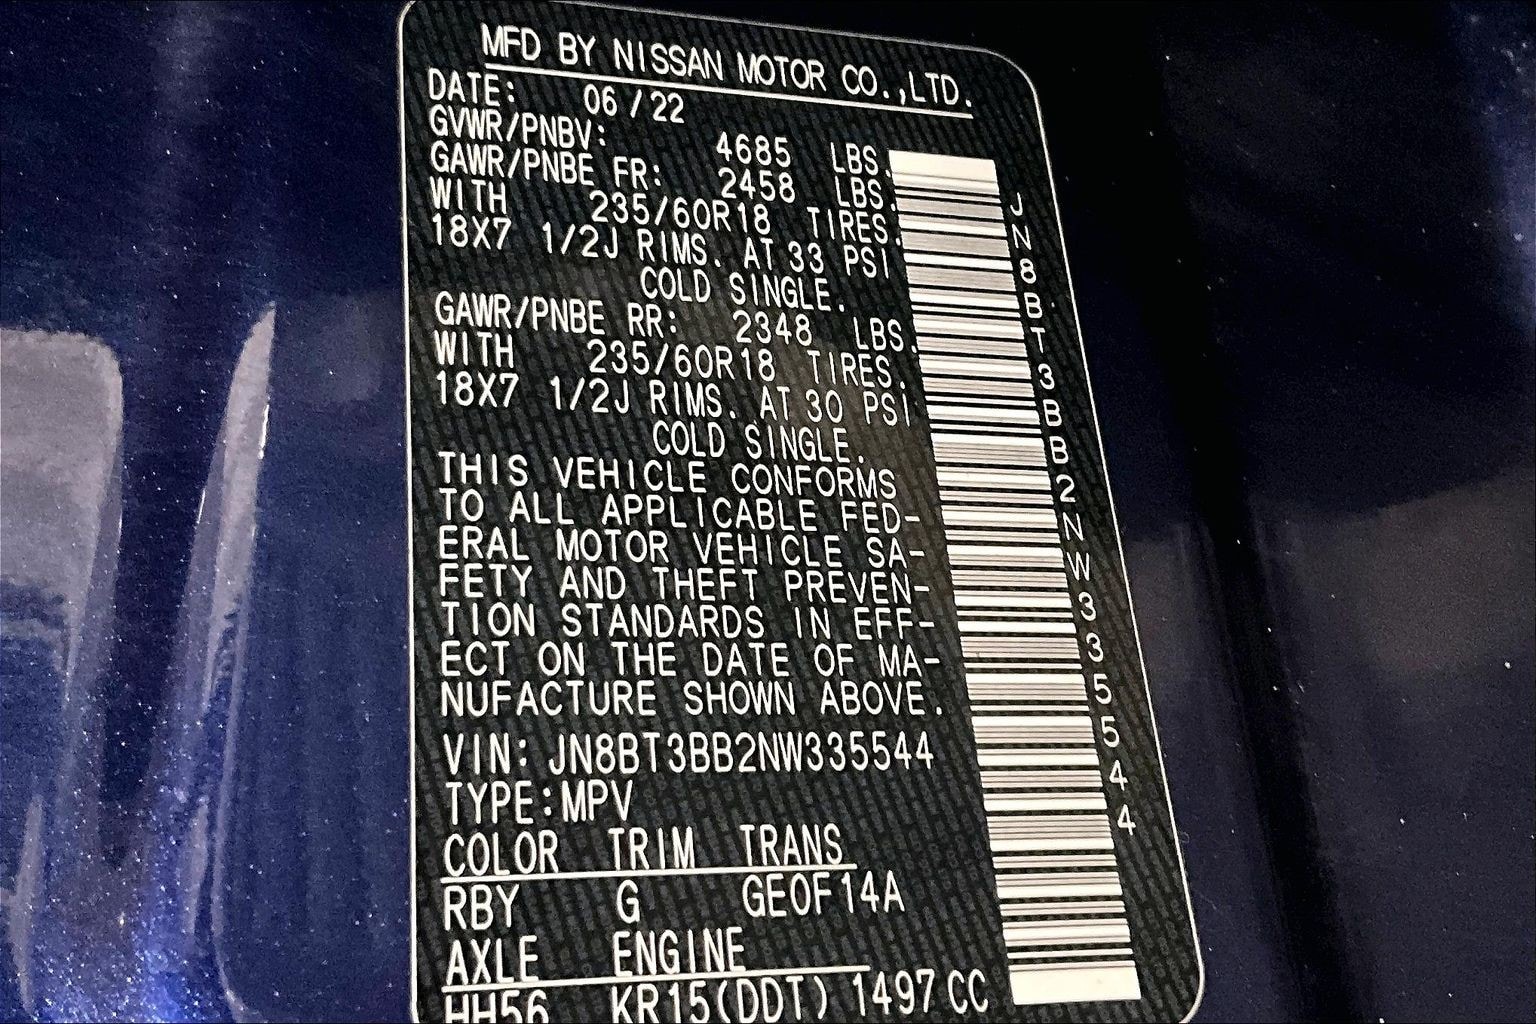 MFD BY NISSAN MOTOR CO.,LTD.
DATE: 06/22
GVWR/PNBV: 4685 LBS.
GAWR/PNBE FR: 2458 LBS.
WITH 235/60R18 TIRES.
18X7 1/2J RIMS. AT 33 PSI
COLD SINGLE.
GAWR/PNBE RR: 2348 LBS.
WITH 235/60R18 TIRES.
18X7 1/2J RIMS. AT 30 PSI
COLD SINGLE.
THIS VEHICLE CONFORMS
TO ALL APPLICABLE FED-
ERAL MOTOR VEHICLE SA-
FETY AND THEFT PREVEN-
TION STANDARDS IN EFF-
ECT ON THE DATE OF MA-
NUFACTURE SHOWN ABOVE.
VIN: JN8BT3BB2NW335544
TYPE:MPV
COLOR TRIM TRANS
RBY G GE0F14A
AXLE ENGINE
HH56 KR15(DDT) 1497CC
JN8BT3BB2NW335544